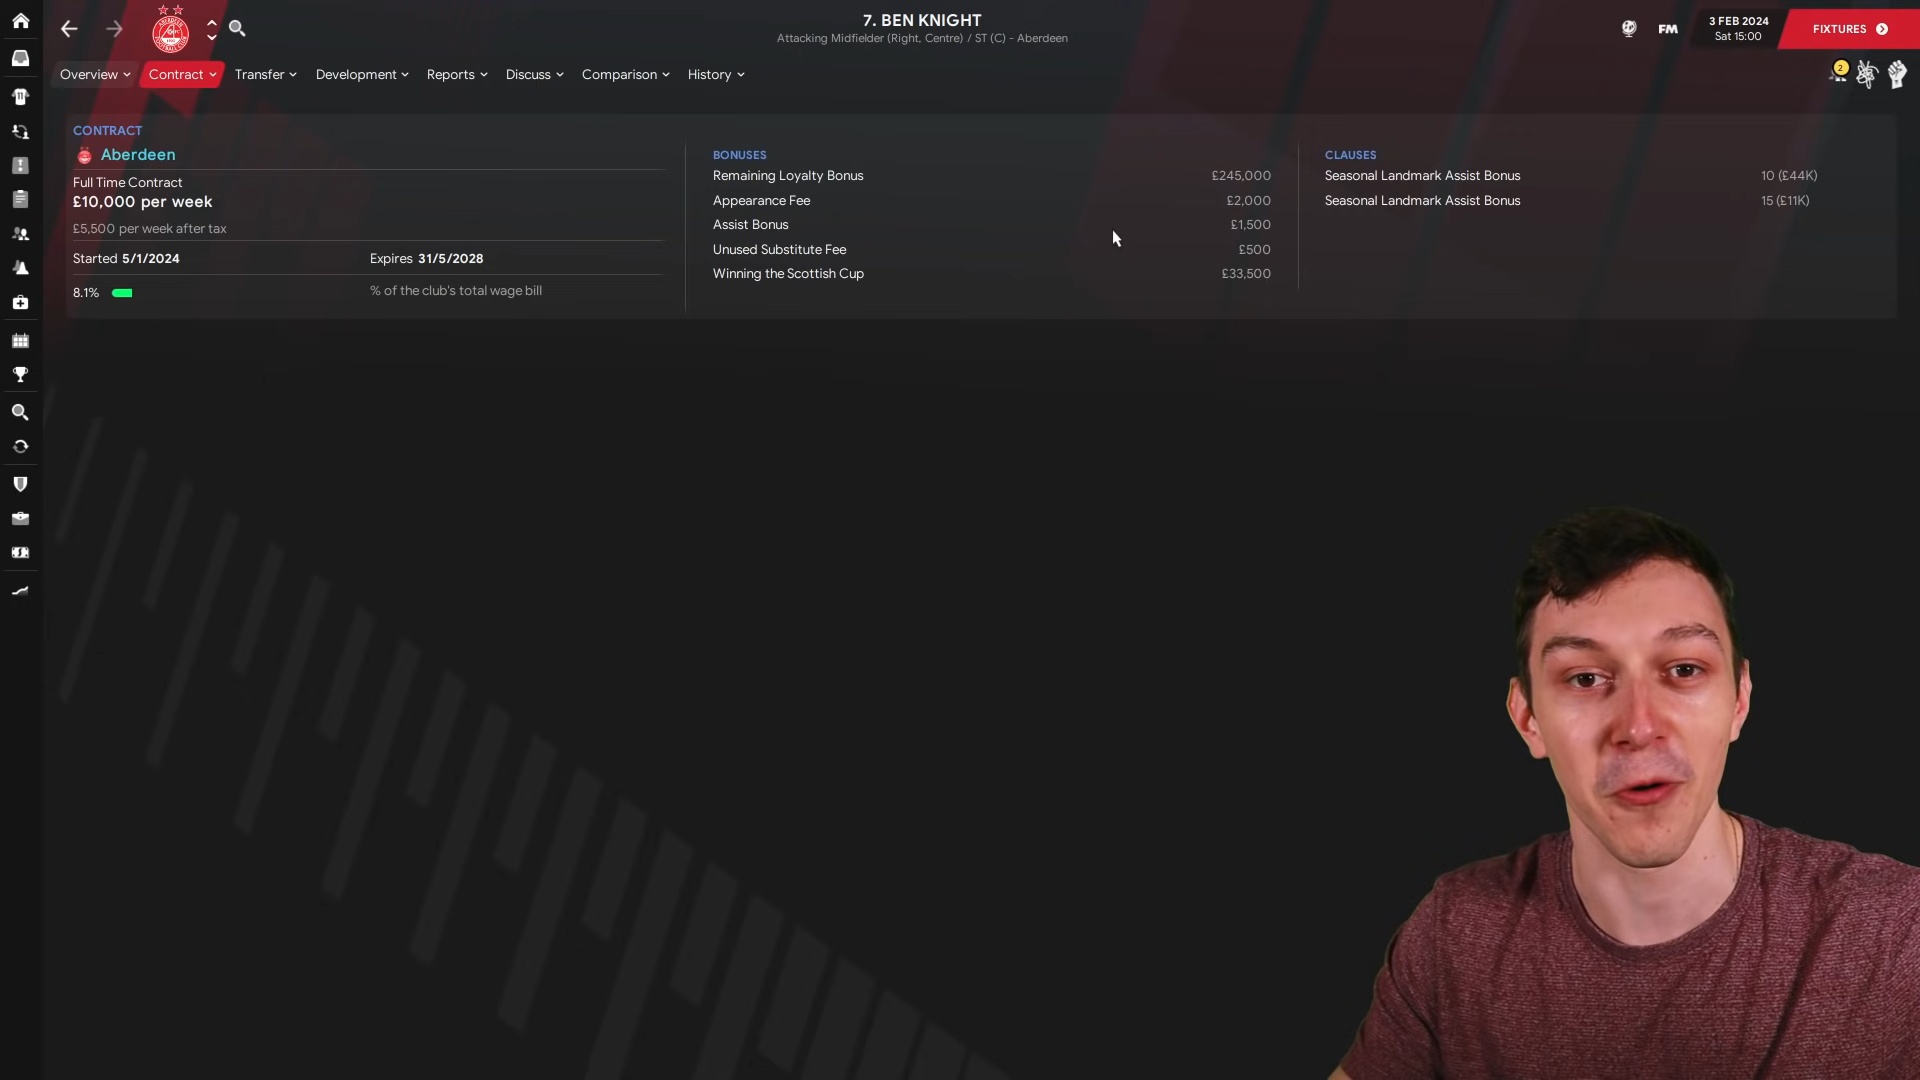 7. BEN KNIGHT
Attacking Midfielder (Right, Centre) / ST (C) - Aberdeen
FM
3 FEB 2024
Sat 15:00
FIXTURES
Overview
Contract
Transfer
Development
Reports
Discuss
Comparison
History
2
CONTRACT
Aberdeen
Full Time Contract
£10,000 per week
£5,500 per week after tax
Started 5/1/2024
Expires 31/5/2028
8.1%
% of the club's total wage bill
BONUSES
Remaining Loyalty Bonus £245,000
Appearance Fee £2,000
Assist Bonus £1,500
Unused Substitute Fee £500
Winning the Scottish Cup £33,500
CLAUSES
Seasonal Landmark Assist Bonus 10 (£44K)
Seasonal Landmark Assist Bonus 15 (£11K)